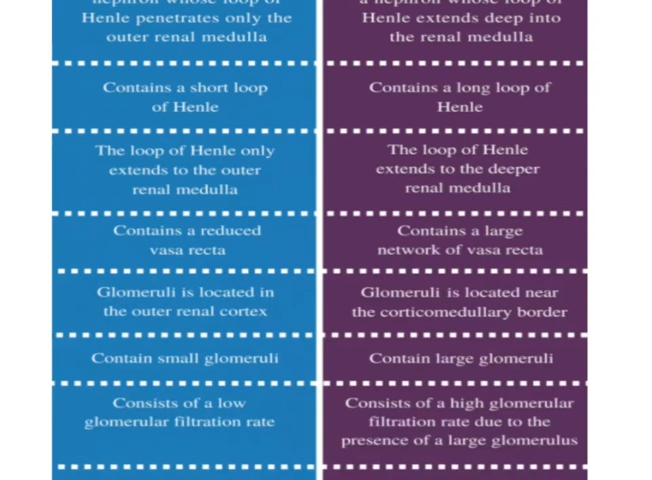 nephron whose loop of
Henle penetrates only the
outer renal medulla
a nephron whose loop of
Henle extends deep into
the renal medulla
Contains a short loop
of Henle
Contains a long loop of
Henle
The loop of Henle only
extends to the outer
renal medulla
The loop of Henle
extends to the deeper
renal medulla
Contains a reduced
vasa recta
Contains a large
network of vasa recta
Glomeruli is located in
the outer renal cortex
Glomeruli is located near
the corticomedullary border
Contain small glomeruli
Contain large glomeruli
Consists of a low
glomerular filtration rate
Consists of a high glomerular
filtration rate due to the
presence of a large glomerulus